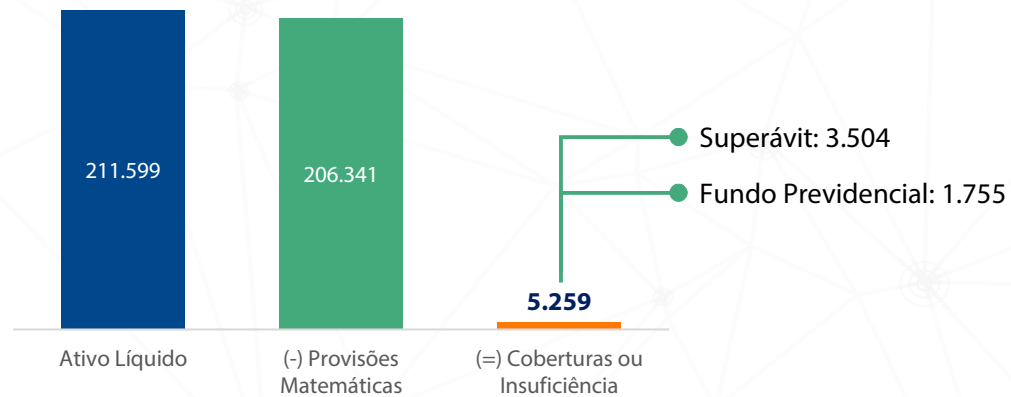 211.599
206.341
Superávit: 3.504
Fundo Previdencial: 1.755
5.259
Ativo Líquido
(-) Provisões
Matemáticas
(=) Coberturas ou
Insuficiência